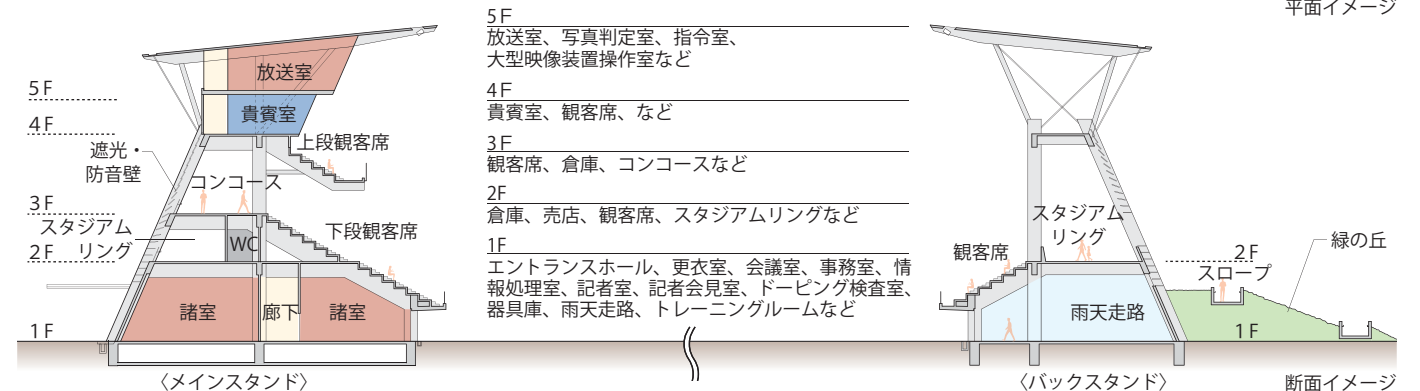 平面イメージ
5F
放送室
貴賓室
4F
上段観客席
遮光・
防音壁
コンコース
3F
スタジアム
リング
WC
下段観客席
2F
諸室
廊下
諸室
1F
〈メインスタンド〉
5F
放送室、写真判定室、指令室、
大型映像装置操作室など
4F
貴賓室、観客席、など
3F
観客席、倉庫、コンコースなど
2F
倉庫、売店、観客席、スタジアムリングなど
1F
エントランスホール、更衣室、会議室、事務室、情
報処理室、記者室、記者会見室、ドーピング検査室、
器具庫、雨天走路、トレーニングルームなど
スタジアム
リング
観客席
2F
スロープ
緑の丘
雨天走路
1F
〈バックスタンド〉
断面イメージ